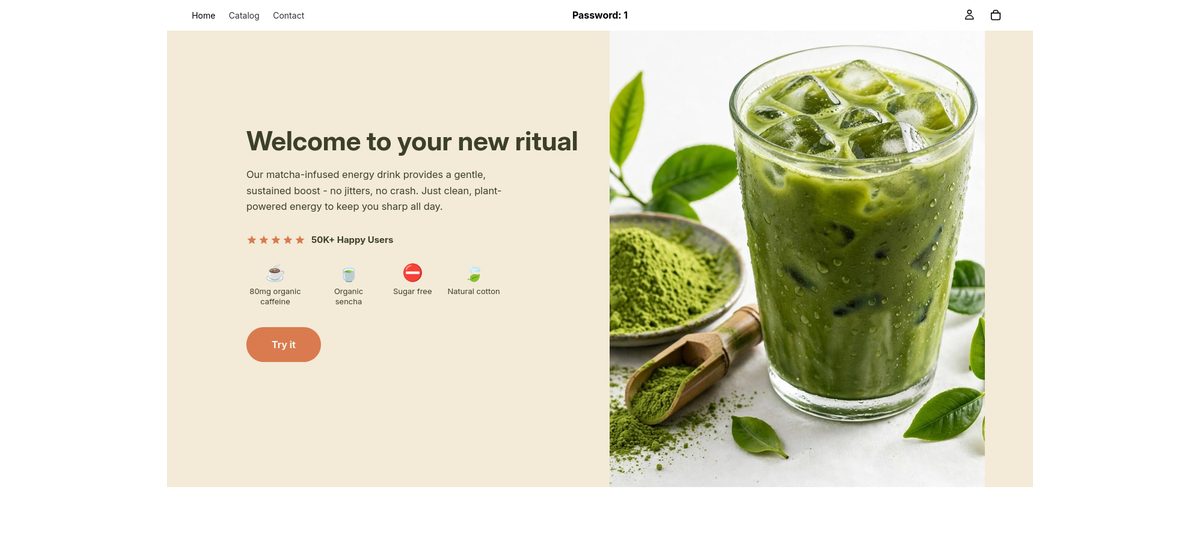 Home
Catalog
Contact
Password: 1
Welcome to your new ritual
Our matcha-infused energy drink provides a gentle,
sustained boost - no jitters, no crash. Just clean, plant-
powered energy to keep you sharp all day.
50K+ Happy Users
80mg organic
caffeine
Organic
sencha
Sugar free
Natural cotton
Try it